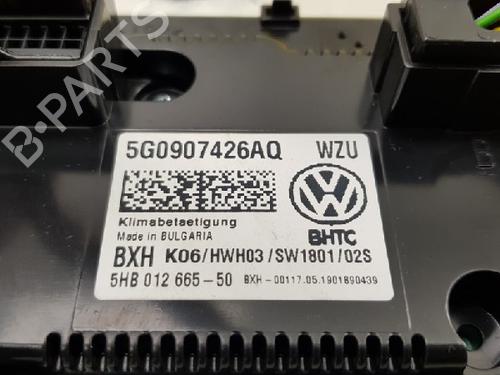 5G0907426AQ WZU
Klimabetaetigung
Made in BULGARIA
BHTC
BXH K06/HWH03/SW1801/02S
5HB 012 665-50 BXH-00117.05.1901890439